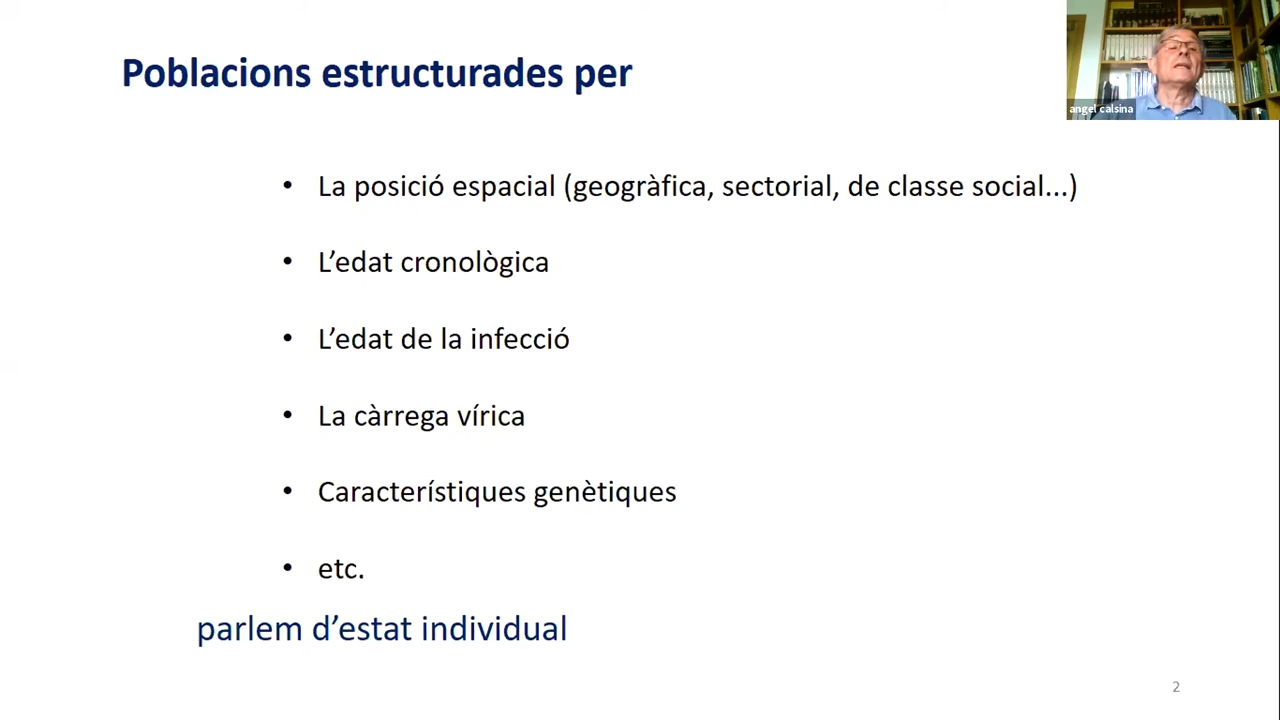 Poblacions estructurades per
angel calsina
• La posició espacial (geogràfica, sectorial, de classe social...)
• L’edat cronològica
• L’edat de la infecció
• La càrrega vírica
• Característiques genètiques
• etc.
parlem d’estat individual
2